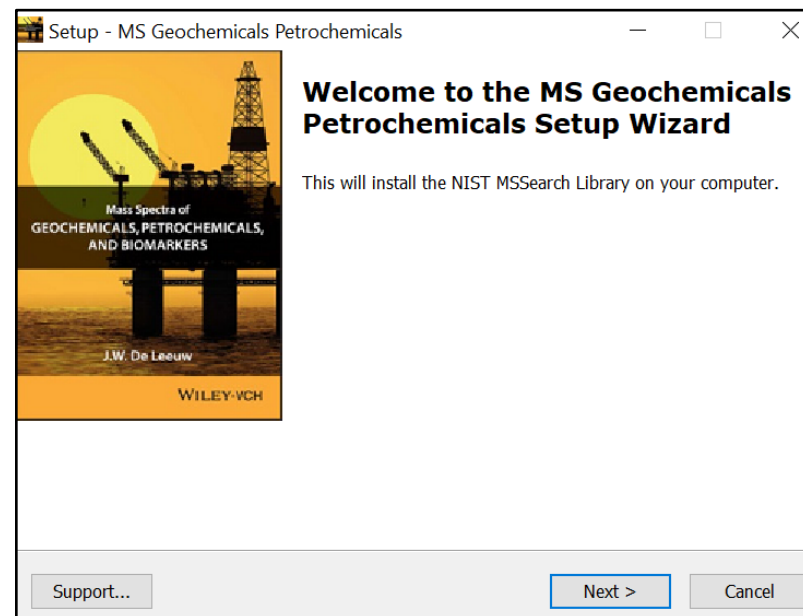 Setup - MS Geochemicals Petrochemicals
Welcome to the MS Geochemicals
Petrochemicals Setup Wizard
This will install the NIST MSSearch Library on your computer.
Mass Spectra of
GEOCHEMICALS, PETROCHEMICALS,
AND BIOMARKERS
J.W. De Leeuw
WILEY-VCH
Support...
Next >
Cancel